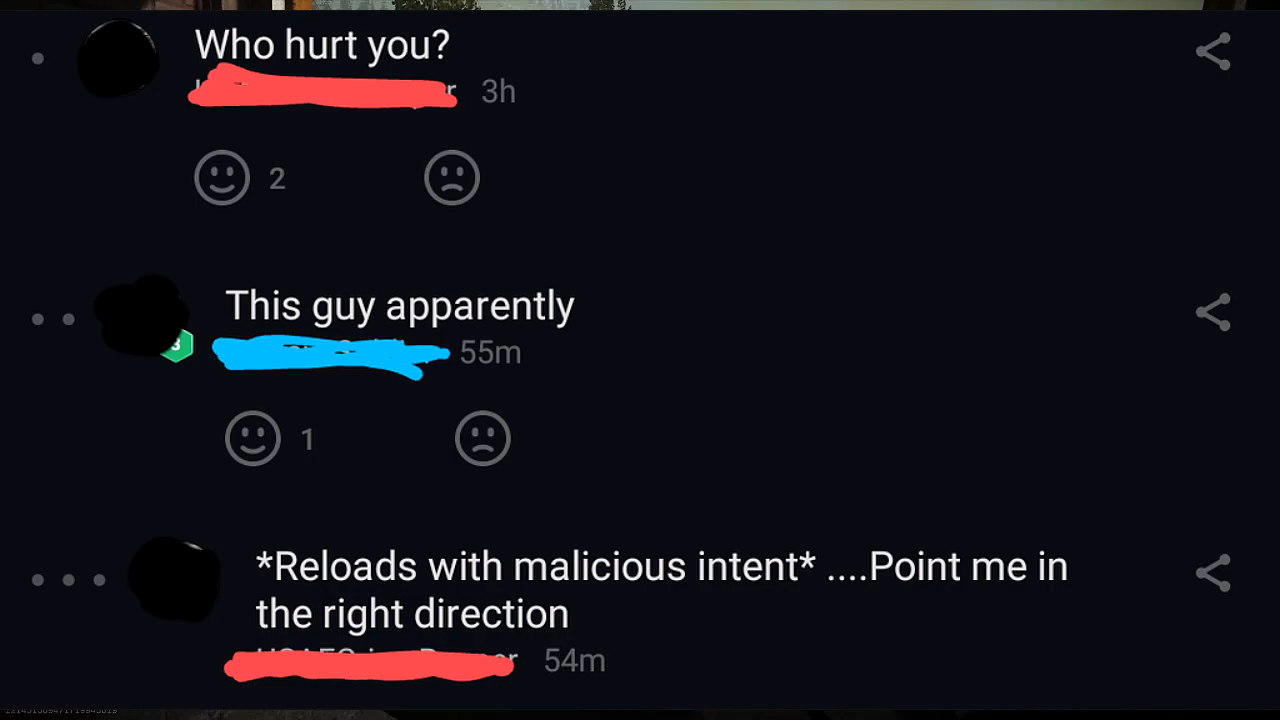 Who hurt you?
3h
2
This guy apparently
55m
1
*Reloads with malicious intent* ....Point me in
the right direction
54m